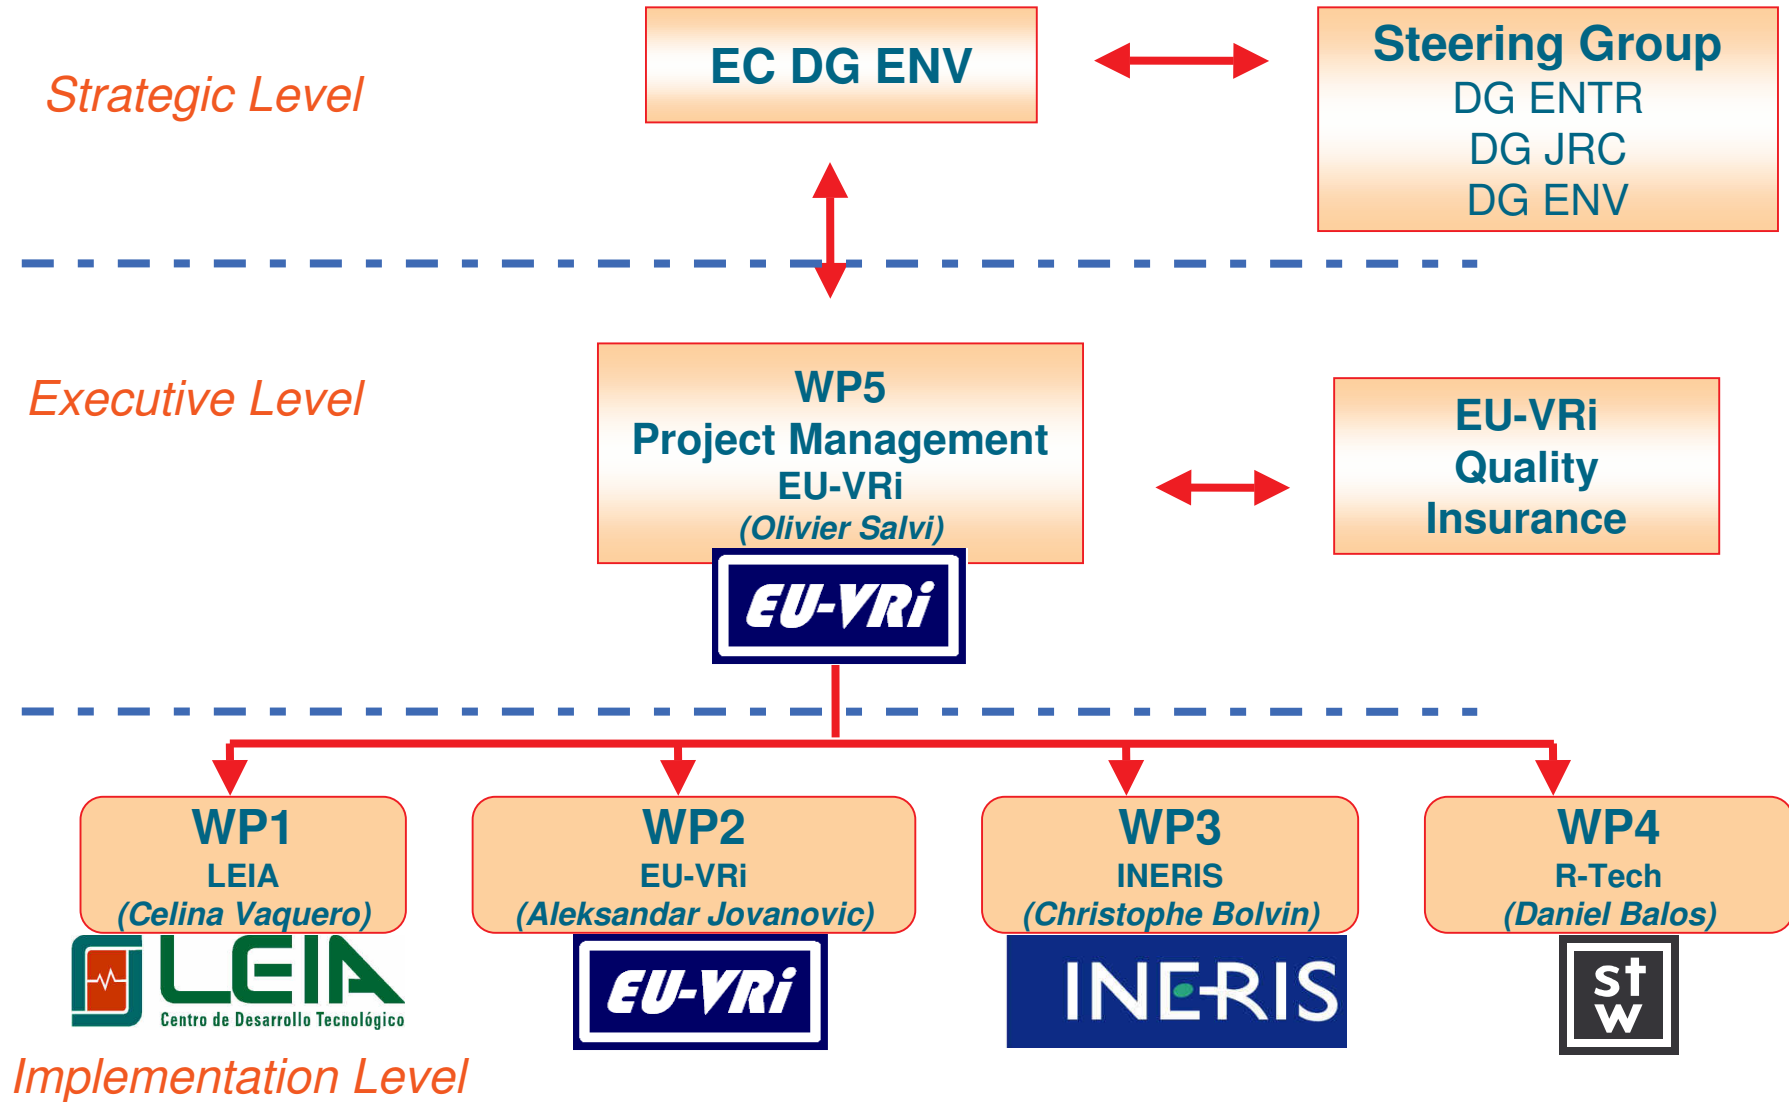 Strategic Level
EC DG ENV
Steering Group
DG ENTR
DG JRC
DG ENV
Executive Level
WP5
Project Management
EU-VRi
(Olivier Salvi)
EU-VRi
EU-VRi
Quality
Insurance
WP1
LEIA
(Celina Vaquero)
LEIA
Centro de Desarrollo Tecnológico
WP2
EU-VRi
(Aleksandar Jovanovic)
EU-VRi
WP3
INERIS
(Christophe Bolvin)
INERIS
WP4
R-Tech
(Daniel Balos)
st
w
Implementation Level